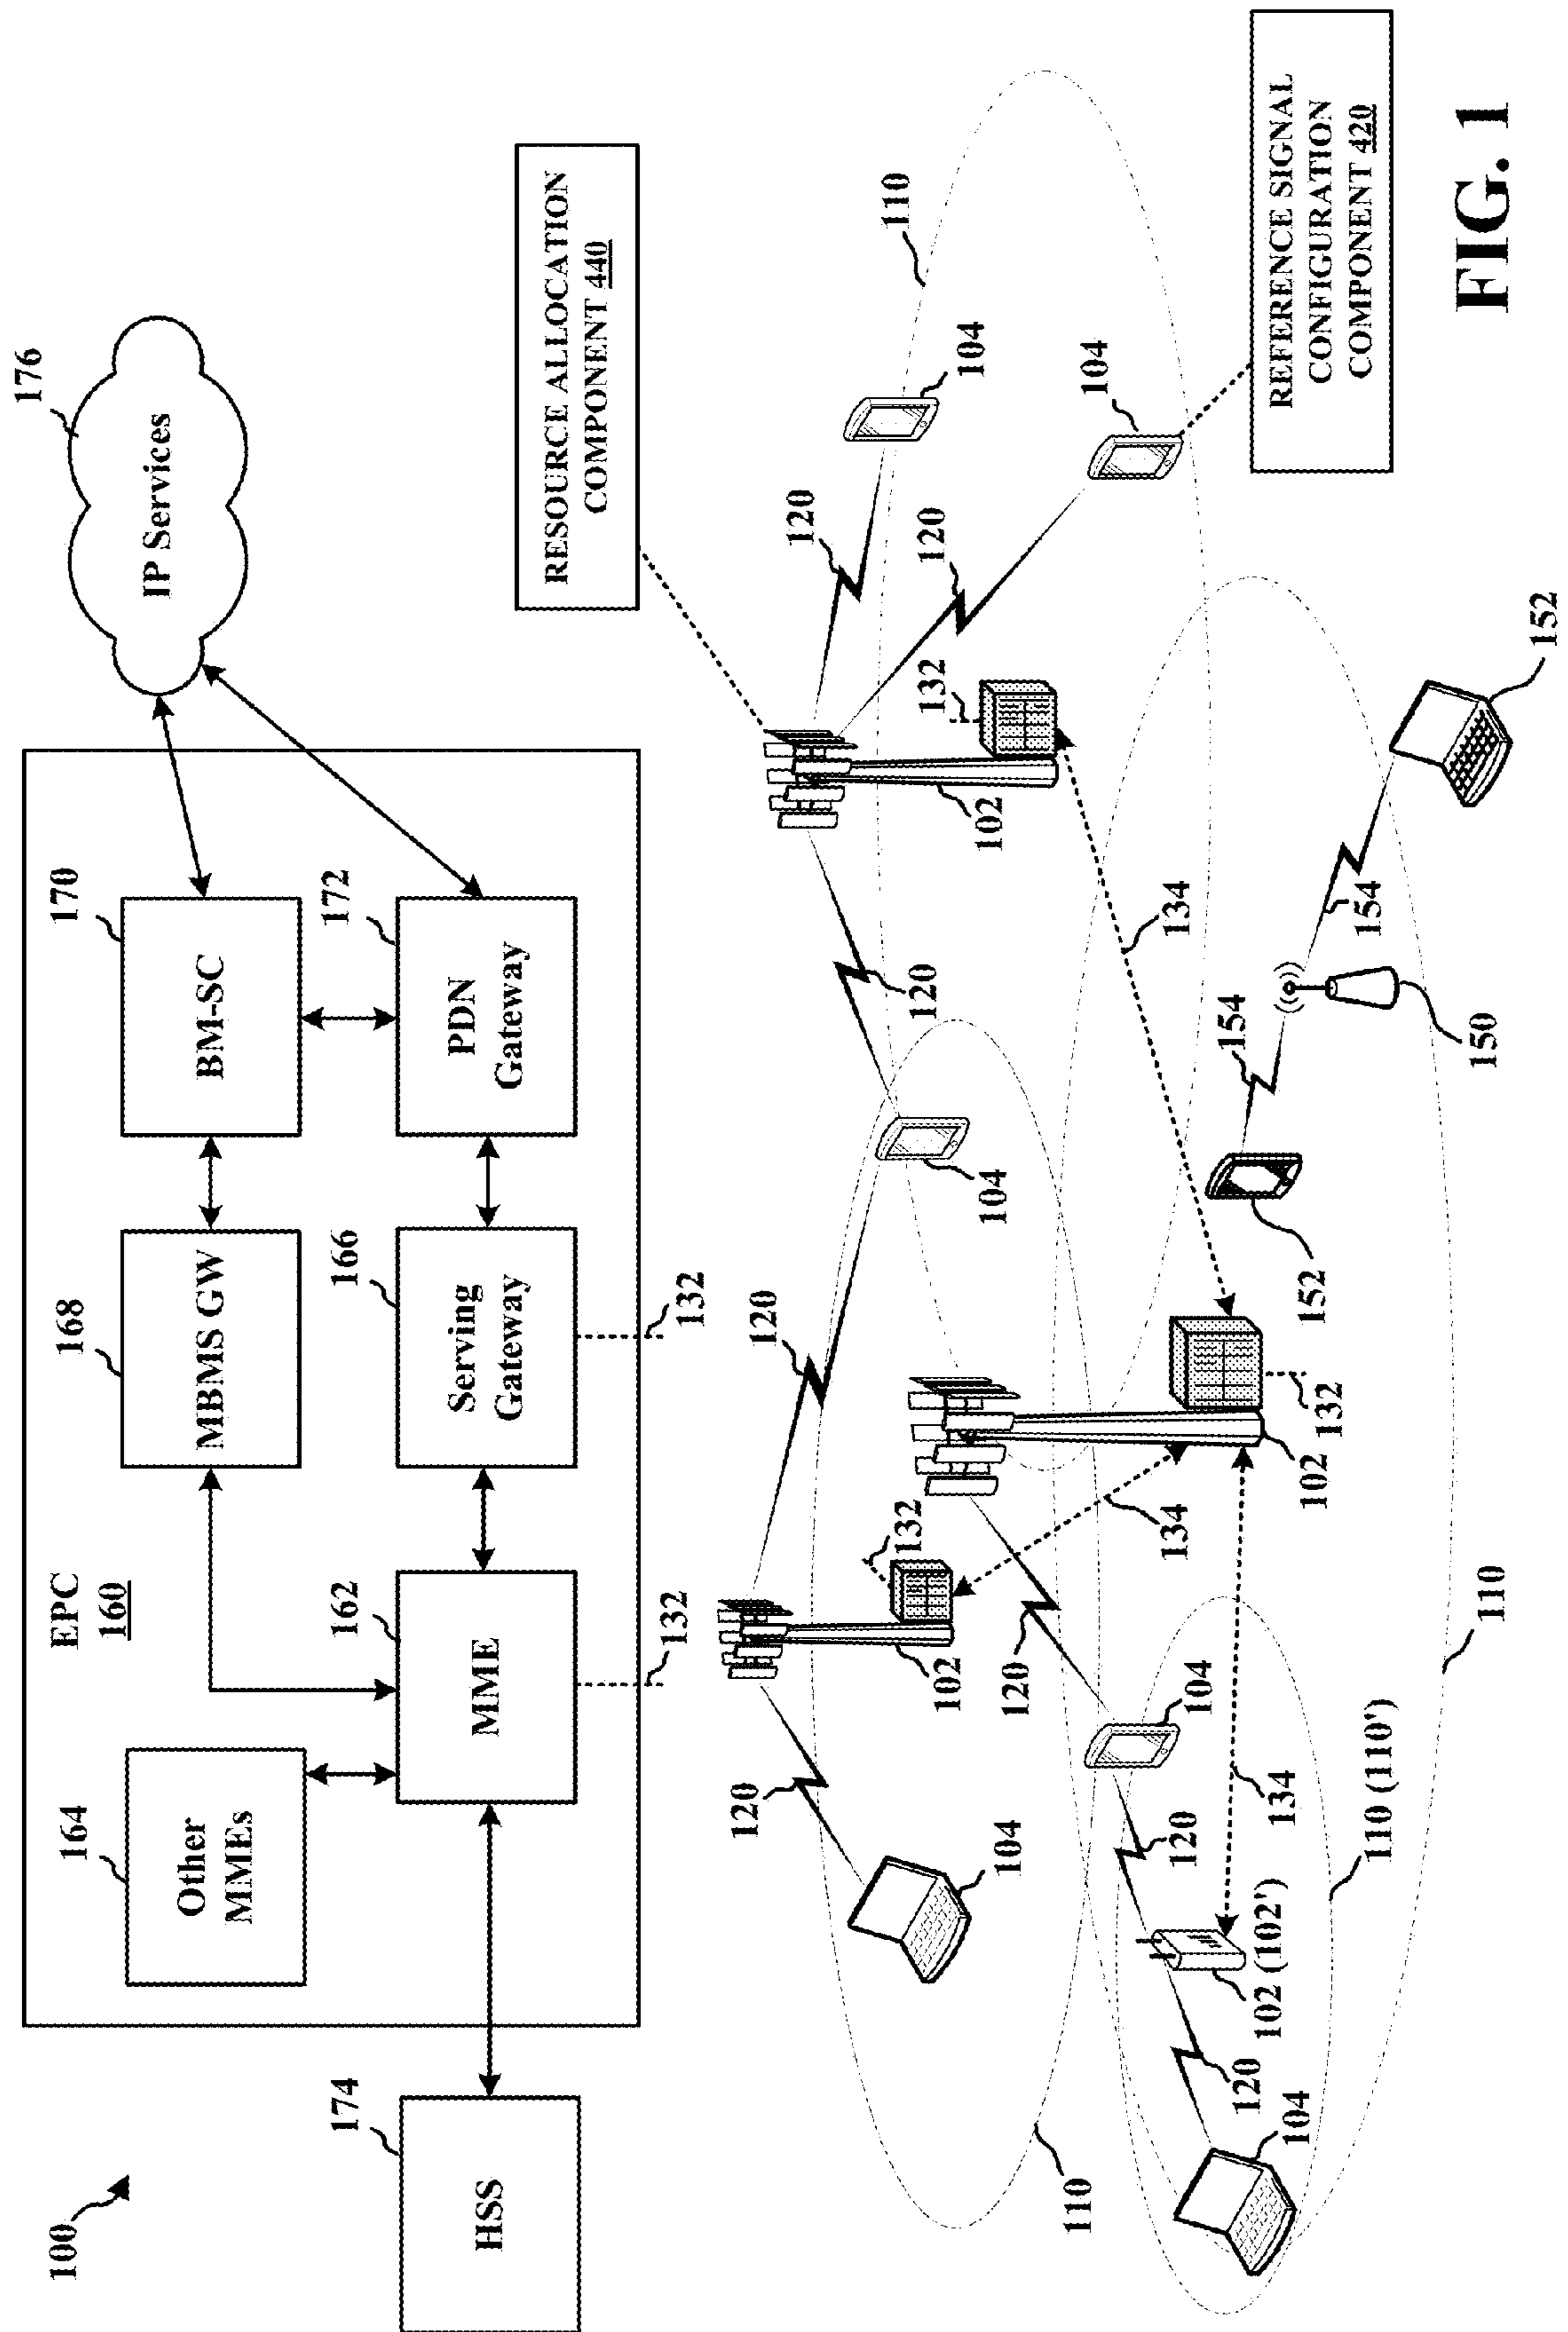 100
EPC
160
164
Other
MMEs
162
MME
168
MBMS GW
166
Serving
Gateway
170
BM-SC
172
PDN
Gateway
176
IP Services
174
HSS
132
132
RESOURCE ALLOCATION
COMPONENT 440
120
104
120
104
132
102
110
120
104
120
132
102
120
104
110
134
120
104
120
102 (102')
120
104
134
110 (110')
132
102
134
154
152
150
154
152
110
REFERENCE SIGNAL
CONFIGURATION
COMPONENT 420
FIG. 1